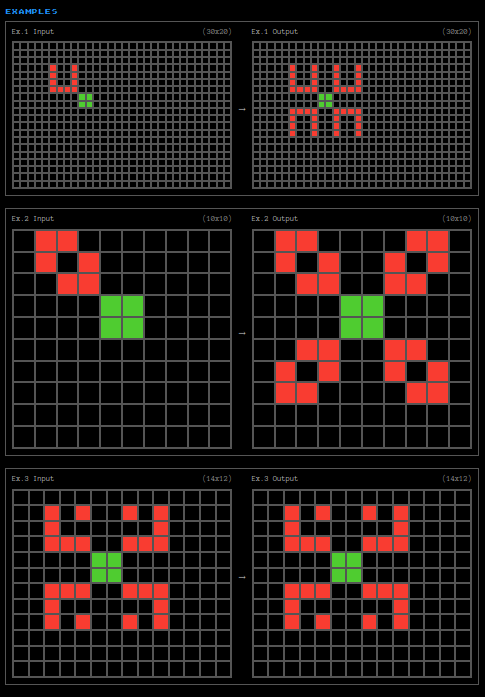 EXAMPLES
Ex.1 Input (30x20)
Ex.1 Output (30x20)
→
Ex.2 Input (10x10)
Ex.2 Output (10x10)
→
Ex.3 Input (14x12)
Ex.3 Output (14x12)
→